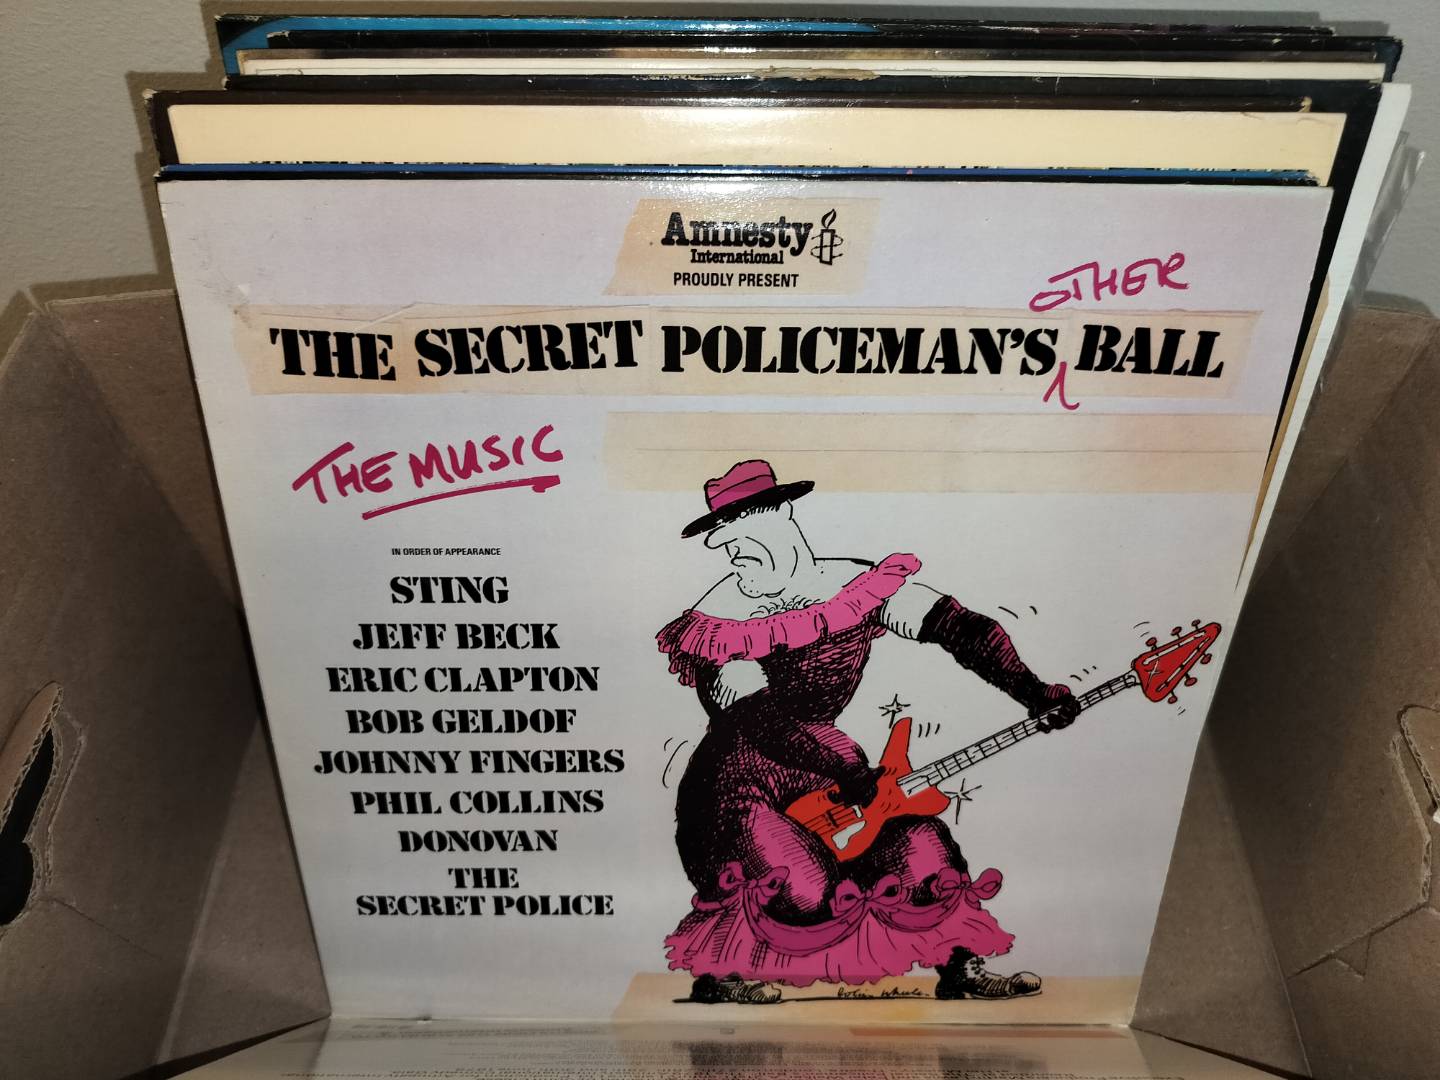 Amnesty
International
PROUDLY PRESENT
OTHER
THE SECRET POLICEMAN'S BALL
THE MUSIC
IN ORDER OF APPEARANCE
STING
JEFF BECK
ERIC CLAPTON
BOB GELDOF
JOHNNY FINGERS
PHIL COLLINS
DONOVAN
THE
SECRET POLICE